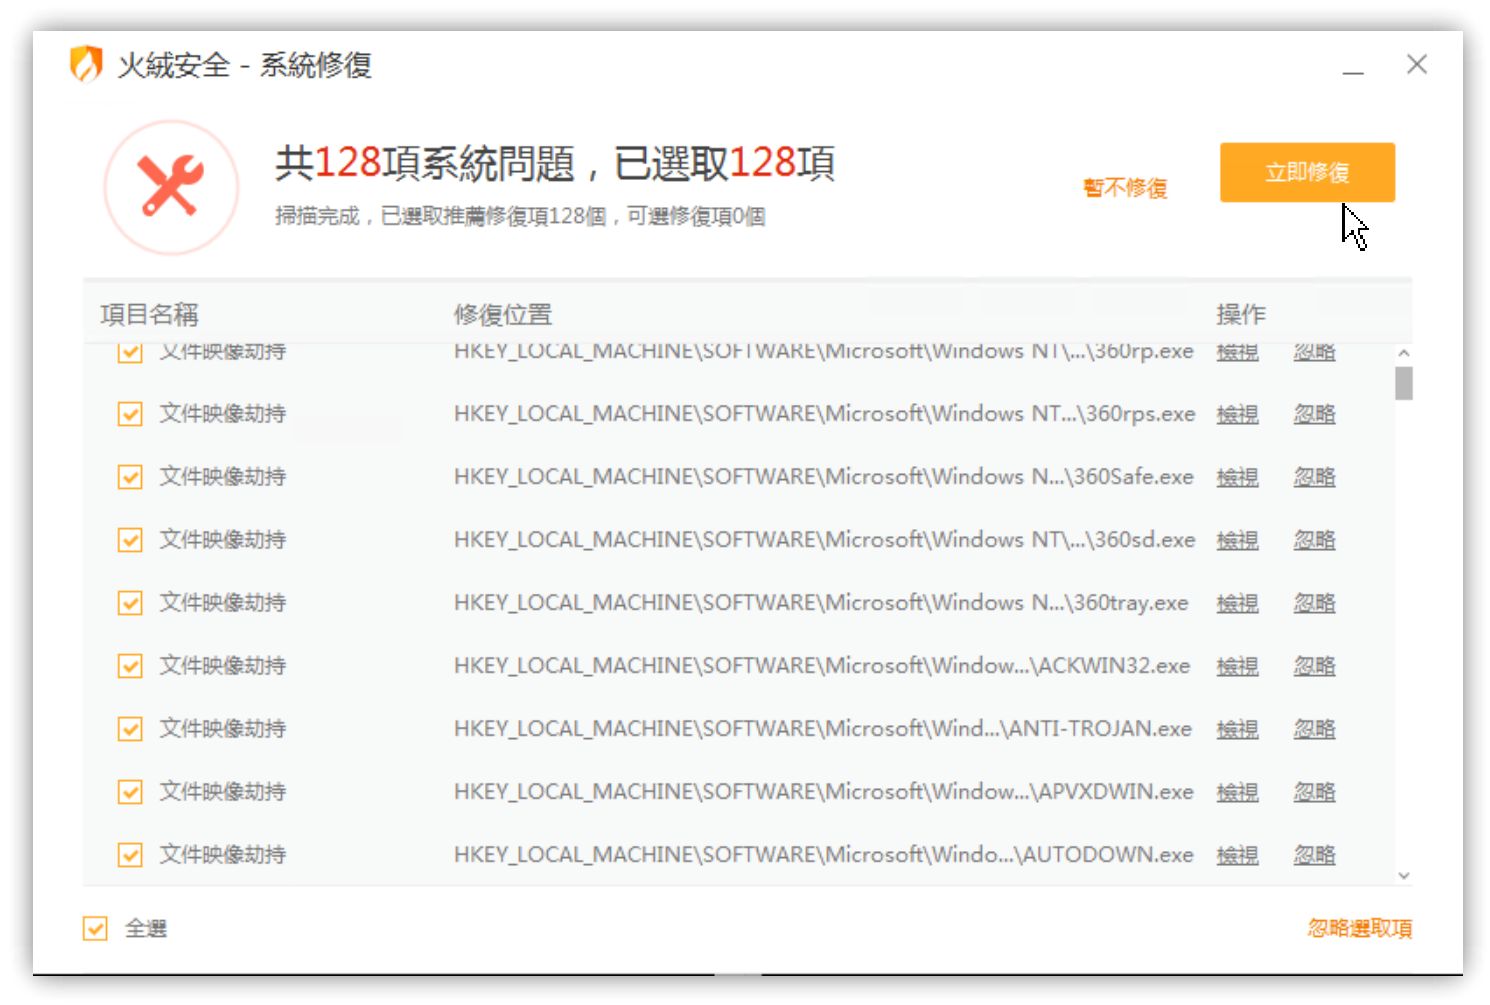 火絨安全 - 系統修復
共128項系統問題，已選取128項
掃描完成，已選取推薦修復項128個，可選修復項0個
暫不修復
立即修復
項目名稱 修復位置 操作
文件映像劫持 HKEY_LOCAL_MACHINE\SOFTWARE\Microsoft\Windows NT\...\360rp.exe 檢視 忽略
文件映像劫持 HKEY_LOCAL_MACHINE\SOFTWARE\Microsoft\Windows NT...\360rps.exe 檢視 忽略
文件映像劫持 HKEY_LOCAL_MACHINE\SOFTWARE\Microsoft\Windows N...\360Safe.exe 檢視 忽略
文件映像劫持 HKEY_LOCAL_MACHINE\SOFTWARE\Microsoft\Windows NT\...\360sd.exe 檢視 忽略
文件映像劫持 HKEY_LOCAL_MACHINE\SOFTWARE\Microsoft\Windows N...\360tray.exe 檢視 忽略
文件映像劫持 HKEY_LOCAL_MACHINE\SOFTWARE\Microsoft\Window...\ACKWIN32.exe 檢視 忽略
文件映像劫持 HKEY_LOCAL_MACHINE\SOFTWARE\Microsoft\Wind...\ANTI-TROJAN.exe 檢視 忽略
文件映像劫持 HKEY_LOCAL_MACHINE\SOFTWARE\Microsoft\Window...\APVXDWIN.exe 檢視 忽略
文件映像劫持 HKEY_LOCAL_MACHINE\SOFTWARE\Microsoft\Windo...\AUTODOWN.exe 檢視 忽略
全選 忽略選取項